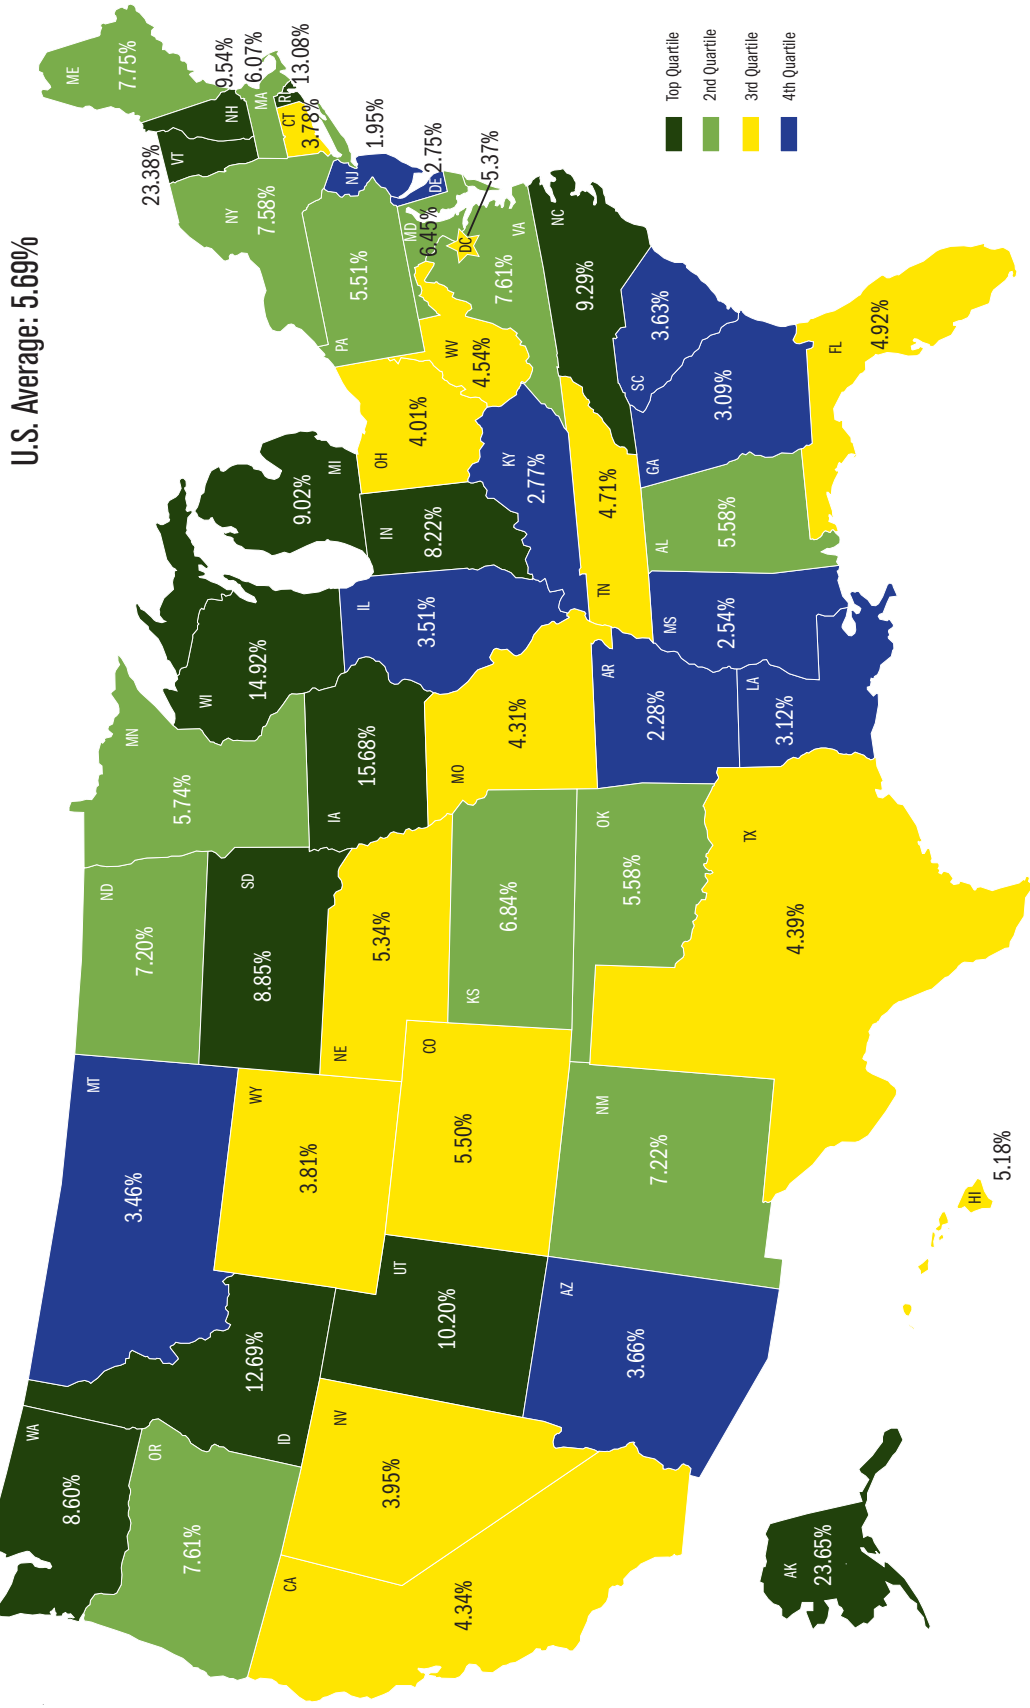 U.S. Average: 5.69%
WA
8.60%
OR
7.61%
CA
4.34%
ID
12.69%
NV
3.95%
MT
3.46%
WY
3.81%
UT
10.20%
AZ
3.66%
CO
5.50%
NM
7.22%
ND
7.20%
SD
8.85%
NE
5.34%
KS
6.84%
OK
5.58%
TX
4.39%
MN
5.74%
IA
15.68%
MO
4.31%
AR
2.28%
LA
3.12%
WI
14.92%
IL
3.51%
MS
2.54%
MI
9.02%
IN
8.22%
KY
2.77%
TN
4.71%
AL
5.58%
OH
4.01%
WV
4.54%
GA
3.09%
FL
4.92%
SC
3.63%
NC
9.29%
VA
7.61%
DC
5.37%
MD
6.45%
DE
2.75%
PA
5.51%
NJ
1.95%
NY
7.58%
CT
3.78%
RI
13.08%
MA
6.07%
VT
23.38%
NH
9.54%
ME
7.75%
AK
23.65%
HI
5.18%
Top Quartile
2nd Quartile
3rd Quartile
4th Quartile